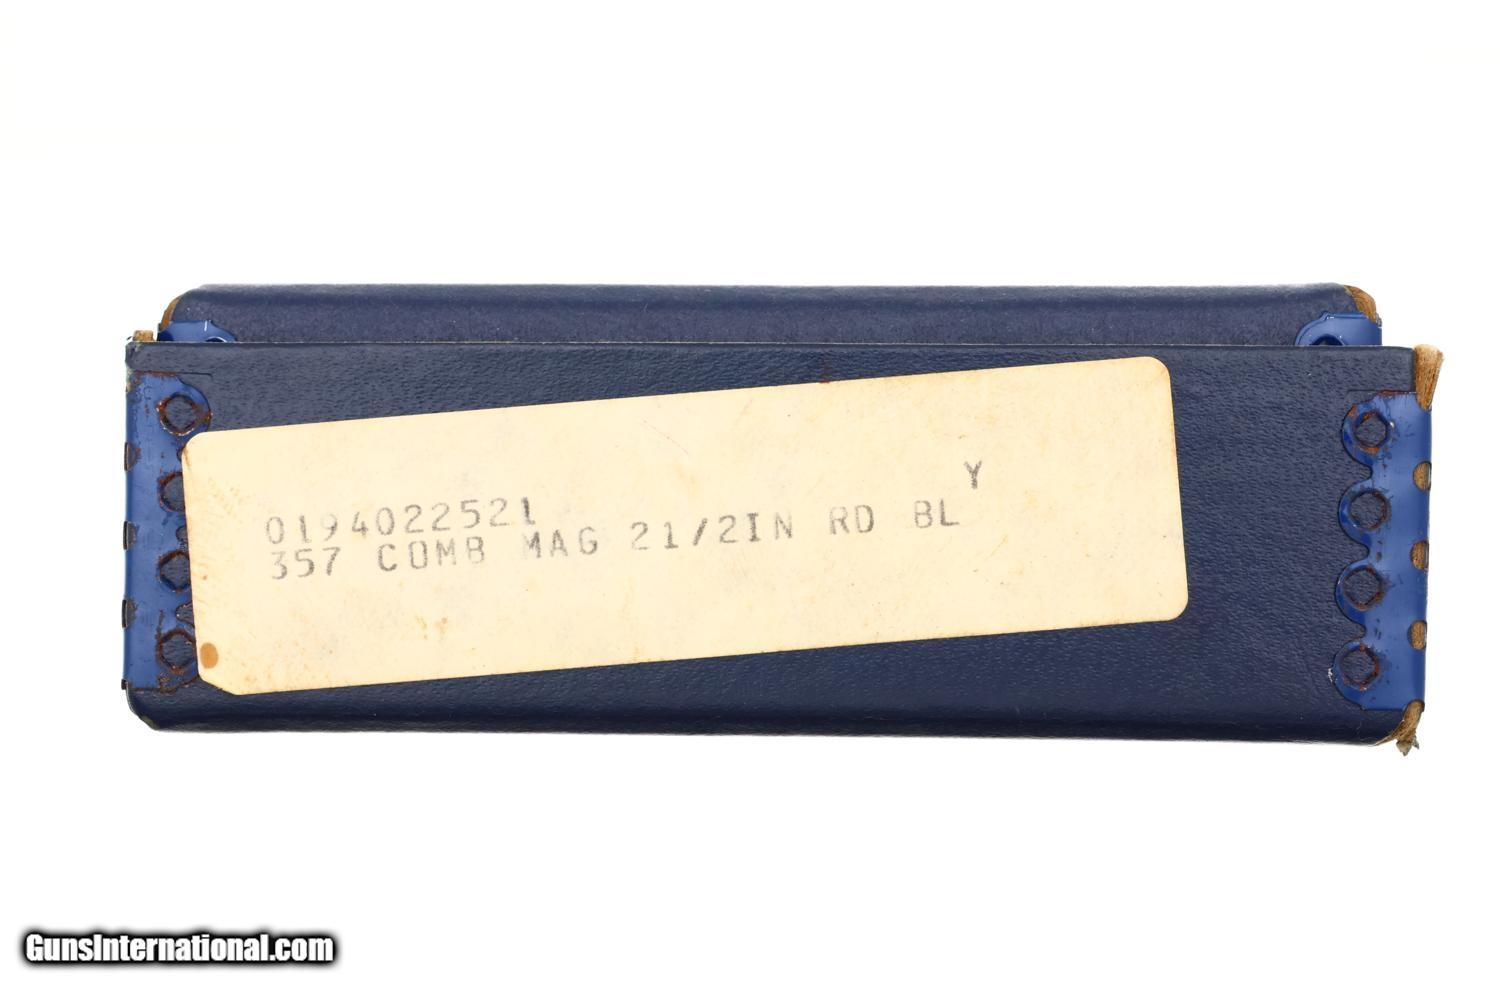 Y
0194022521
357 COMB MAG 21/2IN RD BL
GunsInternational.com